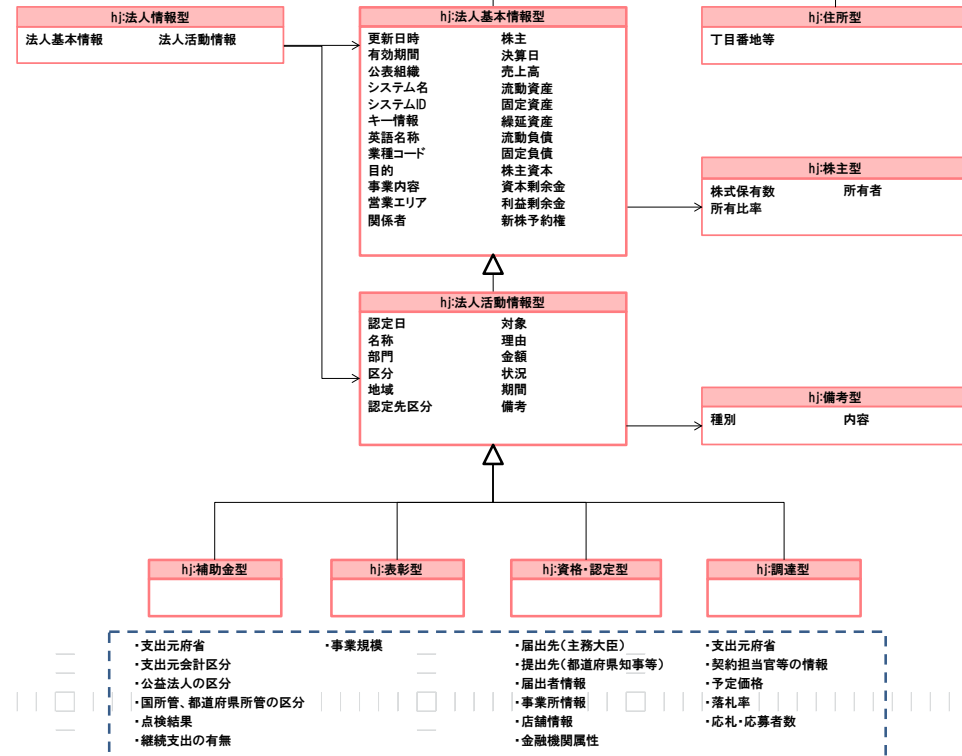 hj:法人情報型
法人基本情報 法人活動情報
hj:法人基本情報型
更新日時 株主
有効期間 決算日
公表組織 売上高
システム名 流動資産
システムID 固定資産
キー情報 繰延資産
英語名称 流動負債
業種コード 固定負債
目的 株主資本
事業内容 資本剰余金
営業エリア 利益剰余金
関係者 新株予約権
hj:住所型
丁目番地等
hj:株主型
株式保有数 所有者
所有比率
hj:法人活動情報型
認定日 対象
名称 理由
部門 金額
区分 状況
地域 期間
認定先区分 備考
hj:備考型
種別 内容
hj:補助金型
hj:表彰型
hj:資格・認定型
hj:調達型
・支出元府省
・支出元会計区分
・公益法人の区分
・国所管、都道府県所管の区分
・点検結果
・継続支出の有無
・事業規模
・届出先(主務大臣)
・提出先(都道府県知事等)
・届出者情報
・事業所情報
・店舗情報
・金融機関属性
・支出元府省
・契約担当官等の情報
・予定価格
・落札率
・応札・応募者数